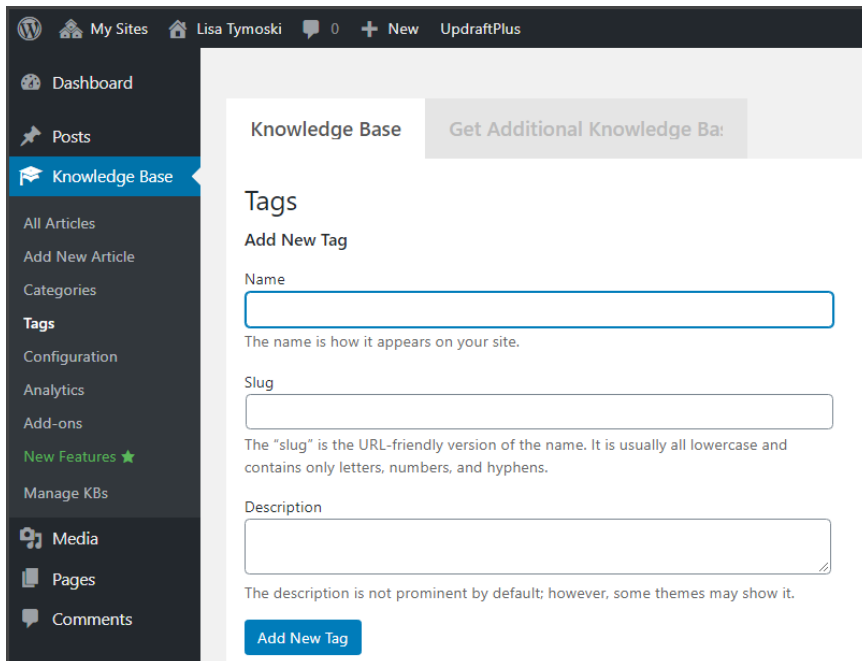 My Sites Lisa Tymoski 0 New UpdraftPlus
Dashboard
Posts
Knowledge Base
All Articles
Add New Article
Categories
Tags
Configuration
Analytics
Add-ons
New Features
Manage KBs
Media
Pages
Comments
Knowledge Base Get Additional Knowledge Ba
Tags
Add New Tag
Name
The name is how it appears on your site.
Slug
The “slug” is the URL-friendly version of the name. It is usually all lowercase and
contains only letters, numbers, and hyphens.
Description
The description is not prominent by default; however, some themes may show it.
Add New Tag